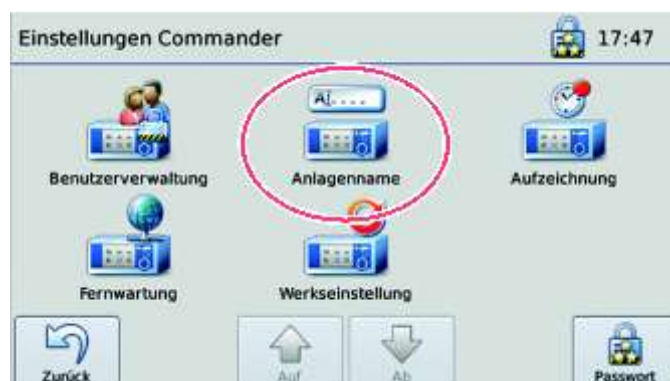 Einstellungen Commander 17:47
A....
Benutzerverwaltung Anlagenname Aufzeichnung
Fernwartung Werkseinstellung
Zurück Auf Ab Passwort